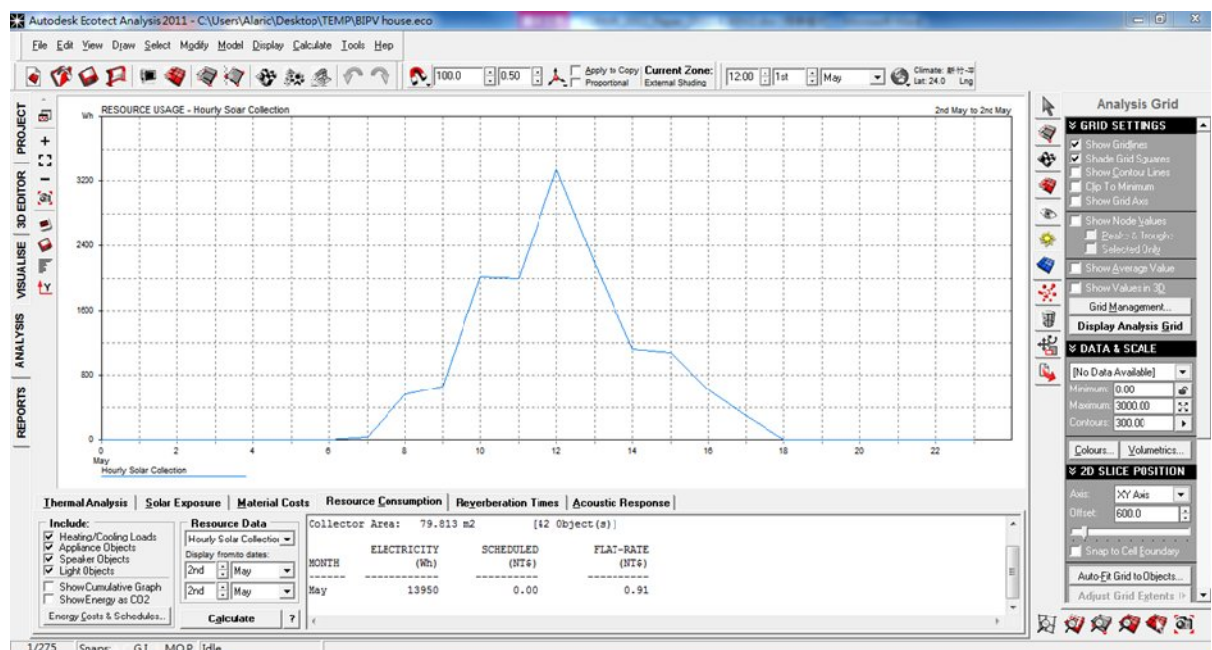 Autodesk Ecotect Analysis 2011 - C:\Users\Alaric\Desktop\TEMP\BIPV house.eco
File Edit View Draw Select Modify Model Display Calculate Tools Help
100.0 0.50 Apply to Copy Current Zone: 12:00 1st May Climate: 新竹-平
Proportional External Shading Lat: 24.0 Lng
PROJECT
3D EDITOR
VISUALISE
ANALYSIS
REPORTS
Wh RESOURCE USAGE - Hourly Soar Collection 2nd May to 2nc May
3200
2400
1600
800
0
0 2 4 6 8 10 12 14 16 18 20 22
May
Hourly Solar Collection
Thermal Analysis Solar Exposure Material Costs Resource Consumption Reverberation Times Acoustic Response
Include:
Heating/Cooling Loads
Appliance Objects
Speaker Objects
Light Objects
Show Cumulative Graph
Show Energy as CO2
Energy Costs & Schedules...
Resource Data
Hourly Solar Collection
Display from to dates:
2nd May
2nd May
Calculate ?
Collector Area: 79.813 m2 [42 Object(s)]
ELECTRICITY SCHEDULED FLAT-RATE
MONTH (Wh) (NT$) (NT$)
May 13950 0.00 0.91
Analysis Grid
GRID SETTINGS
Show Gridlines
Shade Grid Squares
Show Contour Lines
Clip To Minimum
Show Grid Axis
Show Node Values
Peaks & Troughs
Selected Only
Show Average Value
Show Values in 3D
Grid Management...
Display Analysis Grid
DATA & SCALE
[No Data Available]
Minimum: 0.00
Maximum: 3000.00
Contours: 300.00
Colours... Volumetrics...
2D SLICE POSITION
Axis: XY Axis
Offset: 600.0
Snap to Cell Boundary
Auto-Fit Grid to Objects...
Adjust Grid Extents
1/275 Snaps: GI MOP Idle